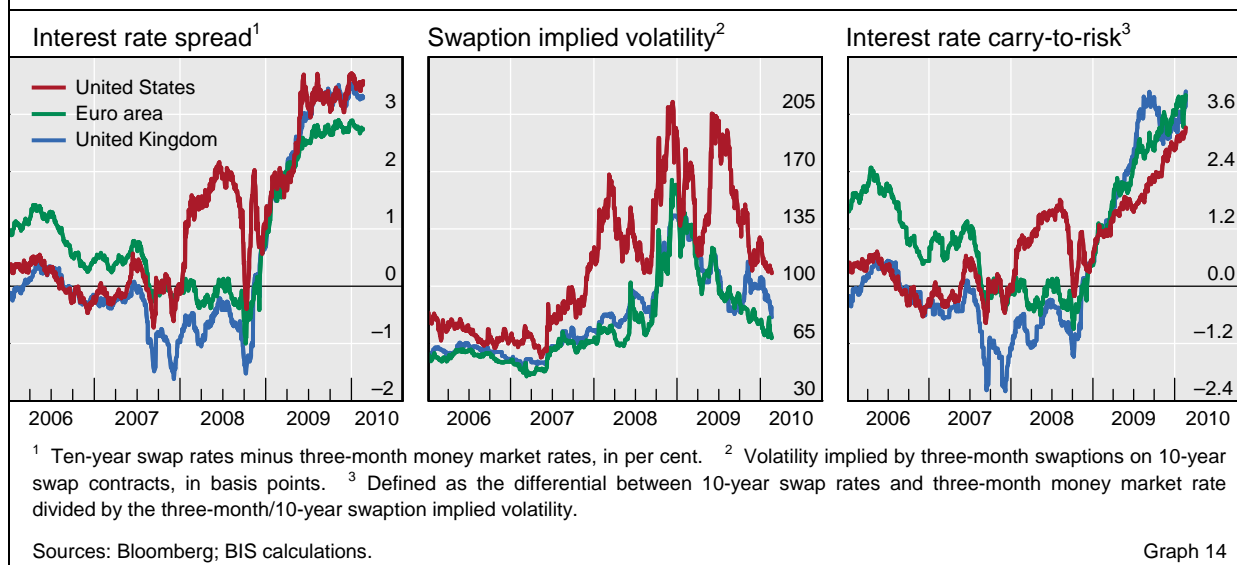 Interest rate spread1
Swaption implied volatility2
Interest rate carry-to-risk3
United States
Euro area
United Kingdom
3
2
1
0
–1
–2
2006 2007 2008 2009 2010
205
170
135
100
65
30
2006 2007 2008 2009 2010
3.6
2.4
1.2
0.0
–1.2
–2.4
2006 2007 2008 2009 2010
1 Ten-year swap rates minus three-month money market rates, in per cent. 2 Volatility implied by three-month swaptions on 10-year
swap contracts, in basis points. 3 Defined as the differential between 10-year swap rates and three-month money market rate
divided by the three-month/10-year swaption implied volatility.
Sources: Bloomberg; BIS calculations.
Graph 14